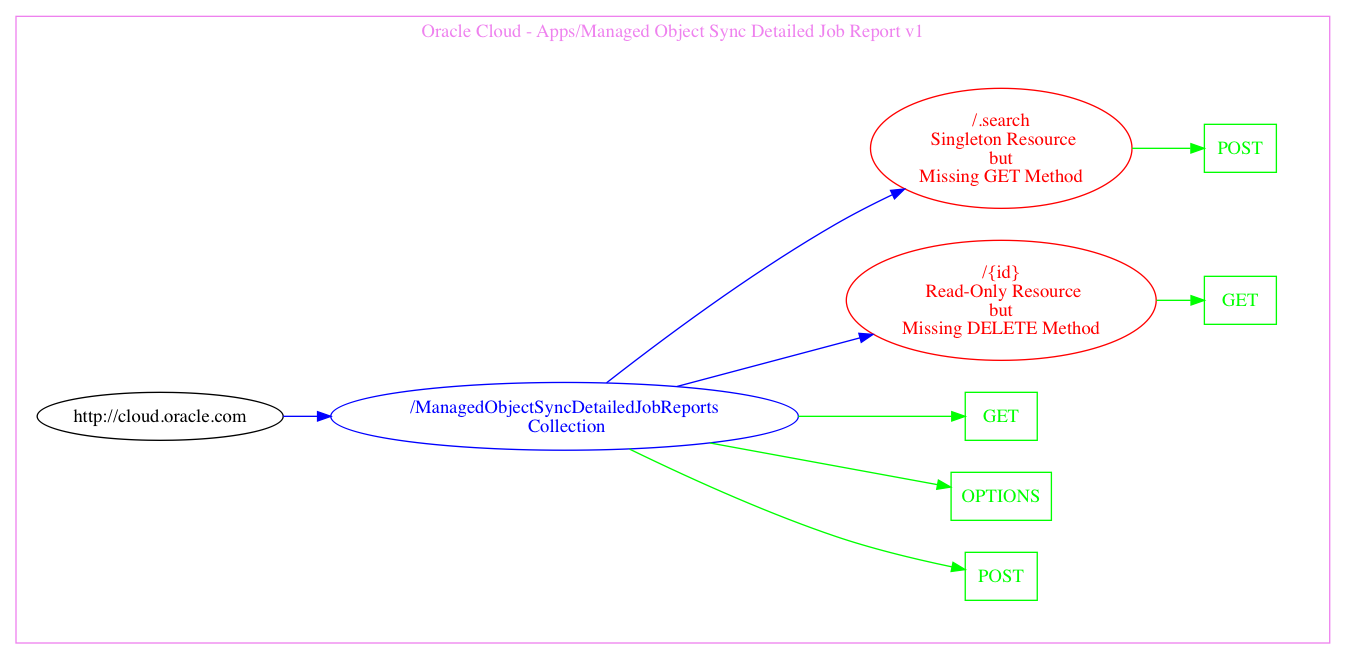 Oracle Cloud - Apps/Managed Object Sync Detailed Job Report v1
/.search
Singleton Resource
but
Missing GET Method
POST
/{id}
Read-Only Resource
but
Missing DELETE Method
GET
http://cloud.oracle.com
/ManagedObjectSyncDetailedJobReports
Collection
GET
OPTIONS
POST